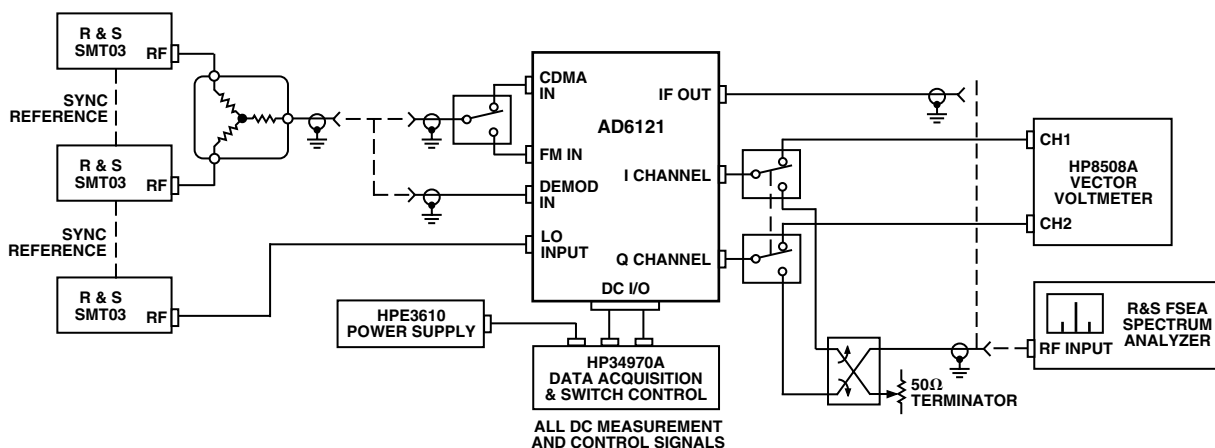 R & S
SMT03
RF
SYNC
REFERENCE
R & S
SMT03
RF
SYNC
REFERENCE
R & S
SMT03
RF
CDMA
IN
FM IN
DEMOD
IN
LO
INPUT
AD6121
IF OUT
I CHANNEL
Q CHANNEL
DC I/O
HPE3610
POWER SUPPLY
HP34970A
DATA ACQUISITION
& SWITCH CONTROL
ALL DC MEASUREMENT
AND CONTROL SIGNALS
CH1
HP8508A
VECTOR
VOLTMETER
CH2
R&S FSEA
SPECTRUM
ANALYZER
RF INPUT
50Ω
TERMINATOR